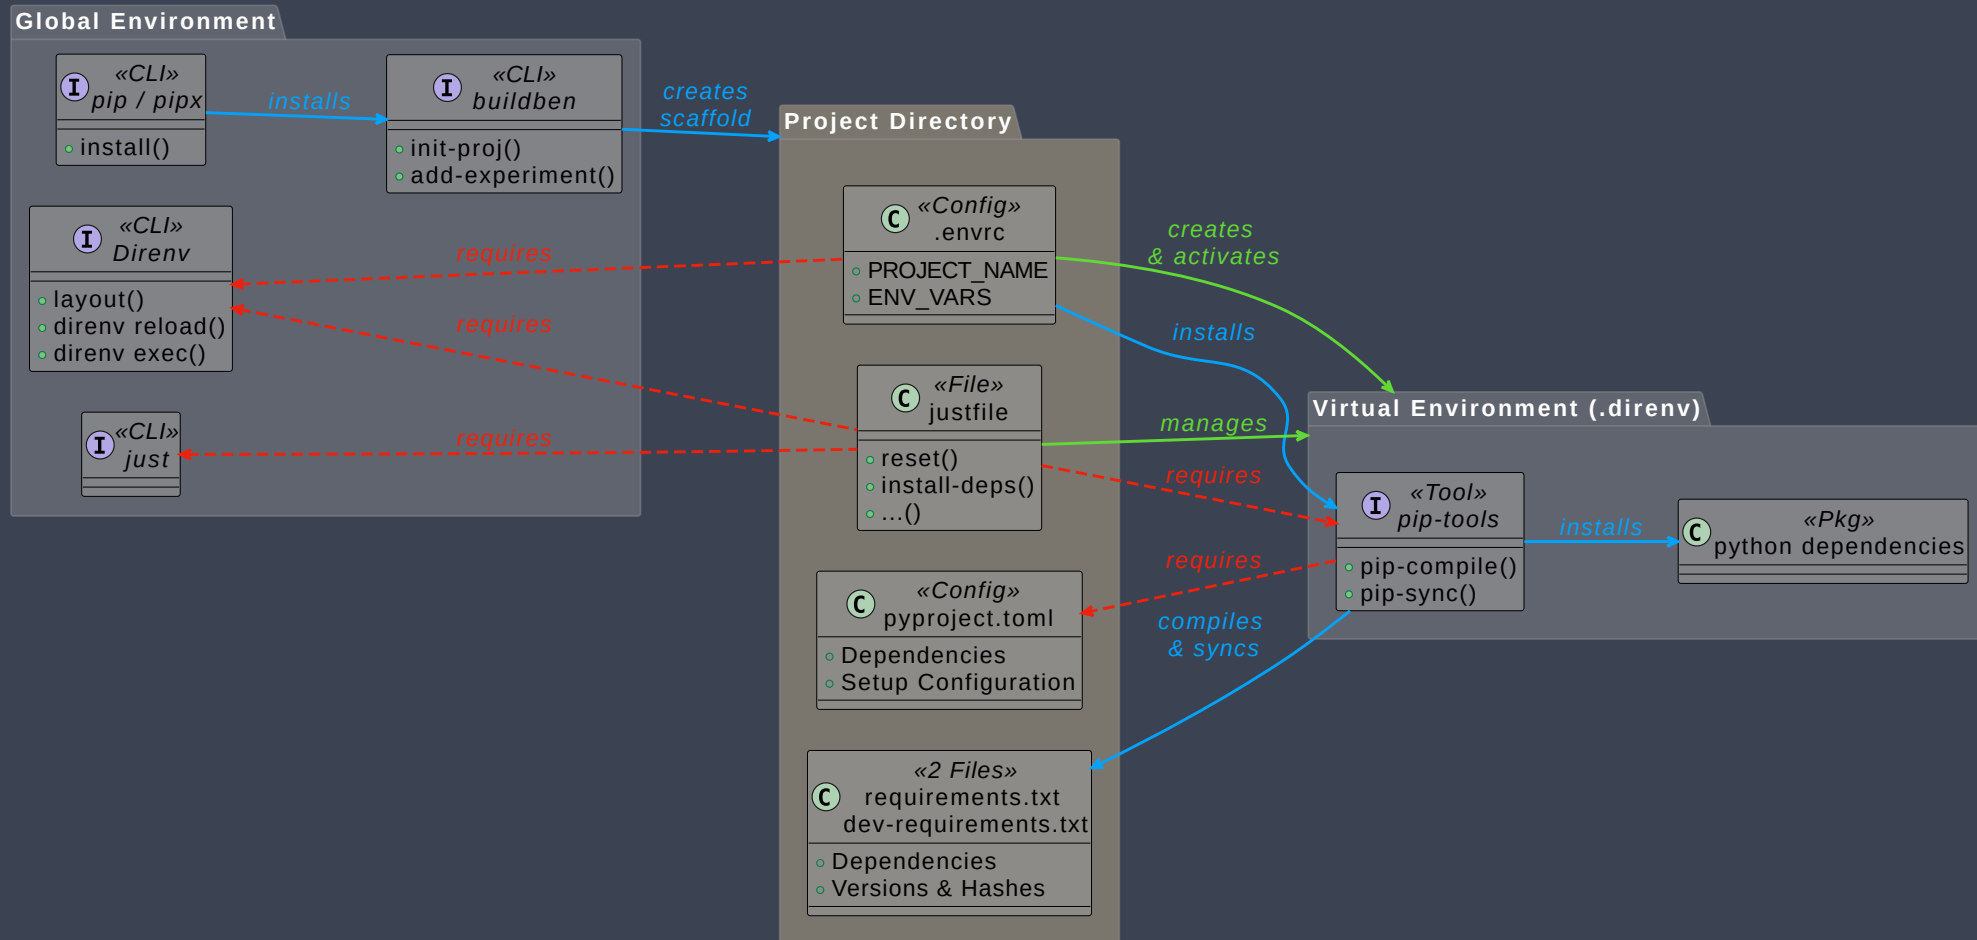 Global Environment
I
«CLI»
pip / pipx
install()
installs
I
«CLI»
buildben
init-proj()
add-experiment()
creates
scaffold
I
«CLI»
Direnv
layout()
direnv reload()
direnv exec()
I
«CLI»
just
requires
requires
requires
Project Directory
C
«Config»
.envrc
PROJECT_NAME
ENV_VARS
C
«File»
justfile
reset()
install-deps()
...()
C
«Config»
pyproject.toml
Dependencies
Setup Configuration
C
«2 Files»
requirements.txt
dev-requirements.txt
Dependencies
Versions & Hashes
creates
& activates
installs
manages
requires
requires
compiles
& syncs
Virtual Environment (.direnv)
I
«Tool»
pip-tools
pip-compile()
pip-sync()
installs
C
«Pkg»
python dependencies